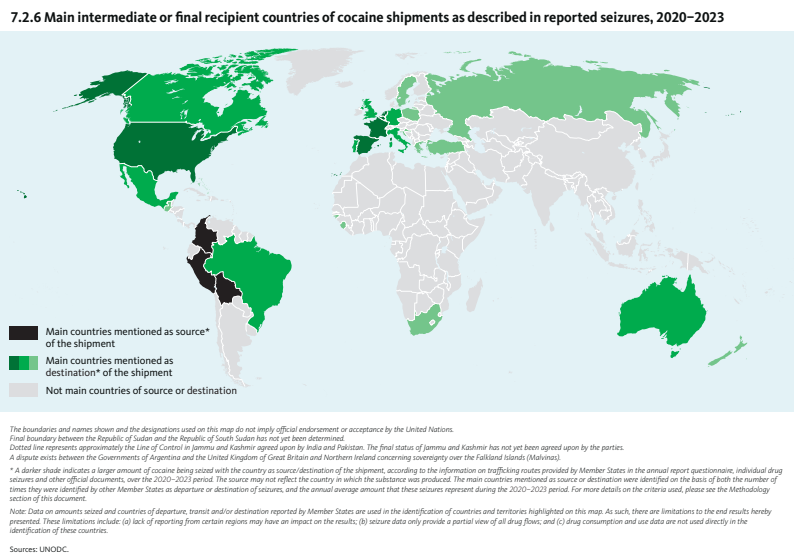 7.2.6 Main intermediate or final recipient countries of cocaine shipments as described in reported seizures, 2020–2023
Main countries mentioned as source*
of the shipment
Main countries mentioned as
destination* of the shipment
Not main countries of source or destination
The boundaries and names shown and the designations used on this map do not imply official endorsement or acceptance by the United Nations.
Final boundary between the Republic of Sudan and the Republic of South Sudan has not yet been determined.
Dotted line represents approximately the Line of Control in Jammu and Kashmir agreed upon by India and Pakistan. The final status of Jammu and Kashmir has not yet been agreed upon by the parties.
A dispute exists between the Governments of Argentina and the United Kingdom of Great Britain and Northern Ireland concerning sovereignty over the Falkland Islands (Malvinas).
* A darker shade indicates a larger amount of cocaine being seized with the country as source/destination of the shipment, according to the information on trafficking routes provided by Member States in the annual report questionnaire, individual drug
seizures and other official documents, over the 2020–2023 period. The source may not reflect the country in which the substance was produced. The main countries mentioned as source or destination were identified on the basis of both the number of
times they were identified by other Member States as departure or destination of seizures, and the annual average amount that these seizures represent during the 2020–2023 period. For more details on the criteria used, please see the Methodology
section of this document.
Note: Data on amounts seized and countries of departure, transit and/or destination reported by Member States are used in the identification of countries and territories highlighted on this map. As such, there are limitations to the end results hereby
presented. These limitations include: (a) lack of reporting from certain regions may have an impact on the results; (b) seizure data only provide a partial view of all drug flows; and (c) drug consumption and use data are not used directly in the
identification of these countries.
Sources: UNODC.